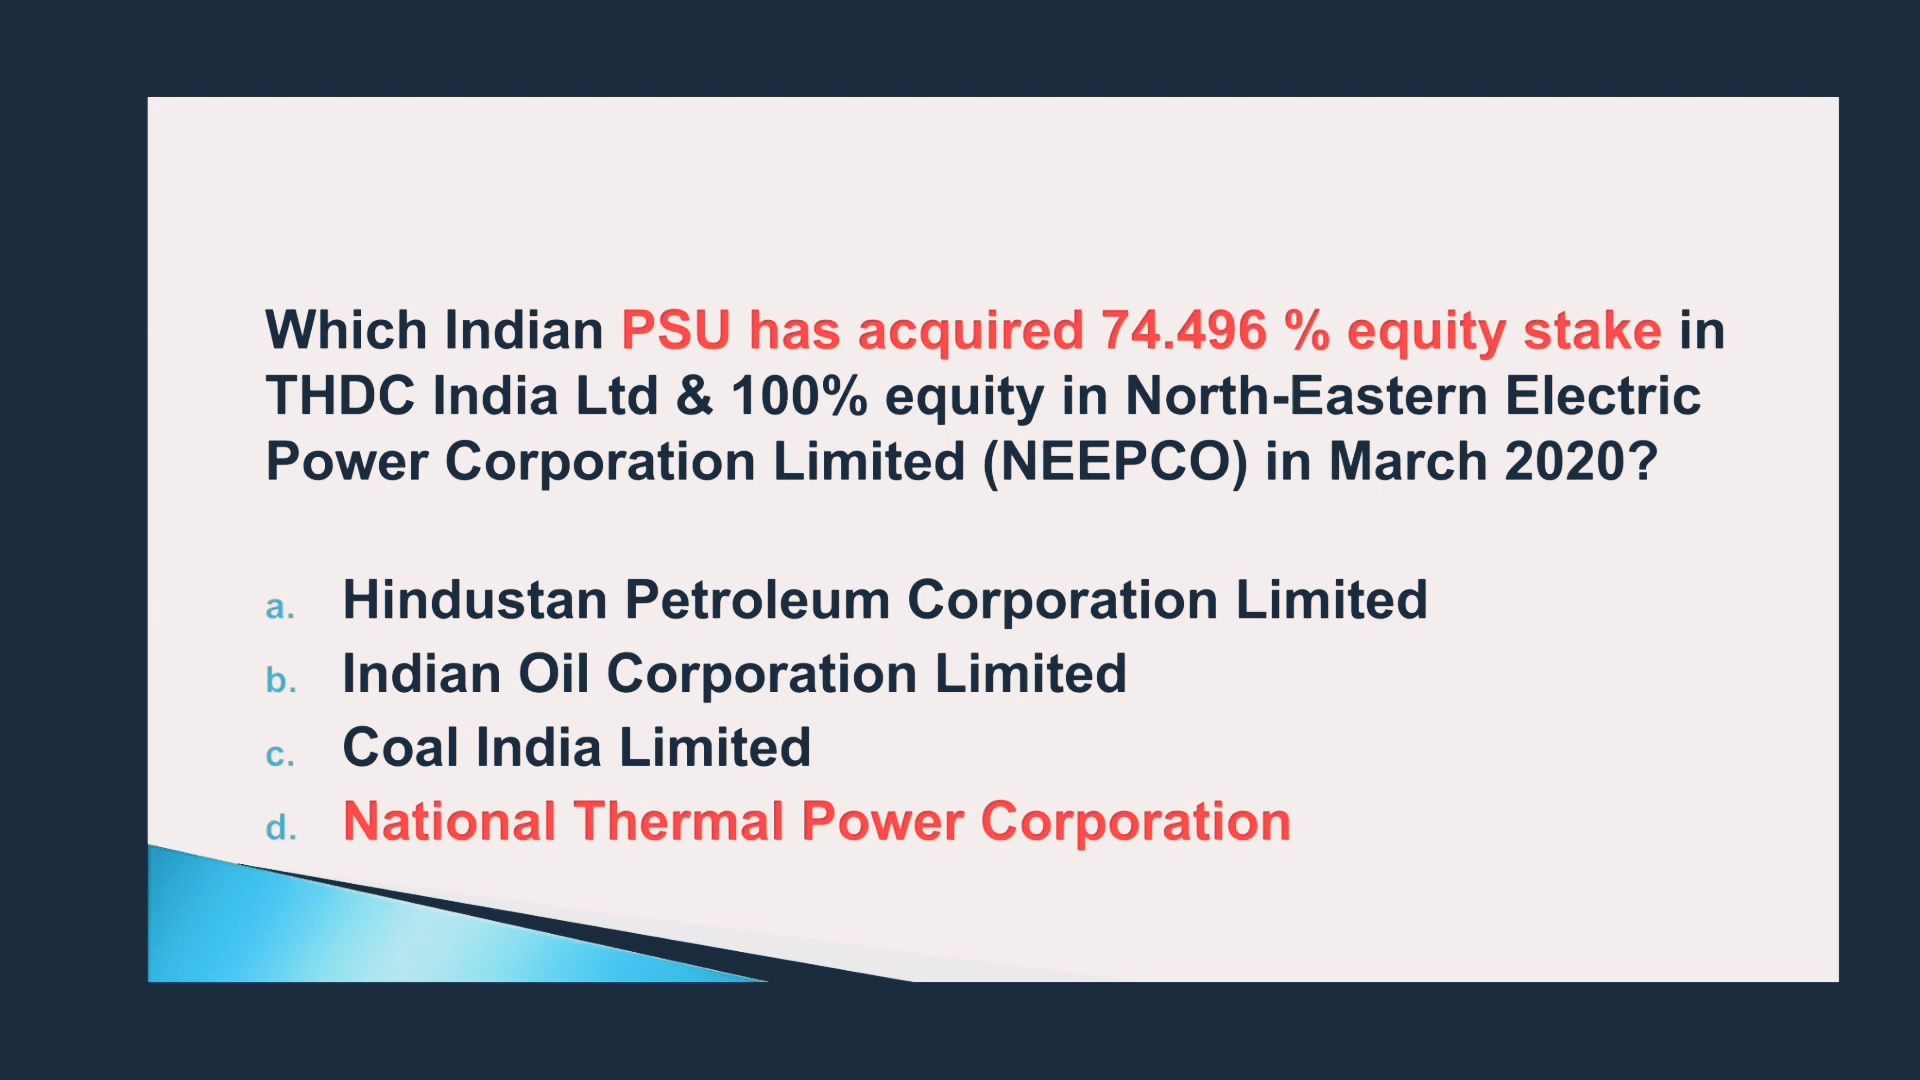 Which Indian PSU has acquired 74.496 % equity stake in
THDC India Ltd & 100% equity in North-Eastern Electric
Power Corporation Limited (NEEPCO) in March 2020?
a. Hindustan Petroleum Corporation Limited
b. Indian Oil Corporation Limited
c. Coal India Limited
d. National Thermal Power Corporation